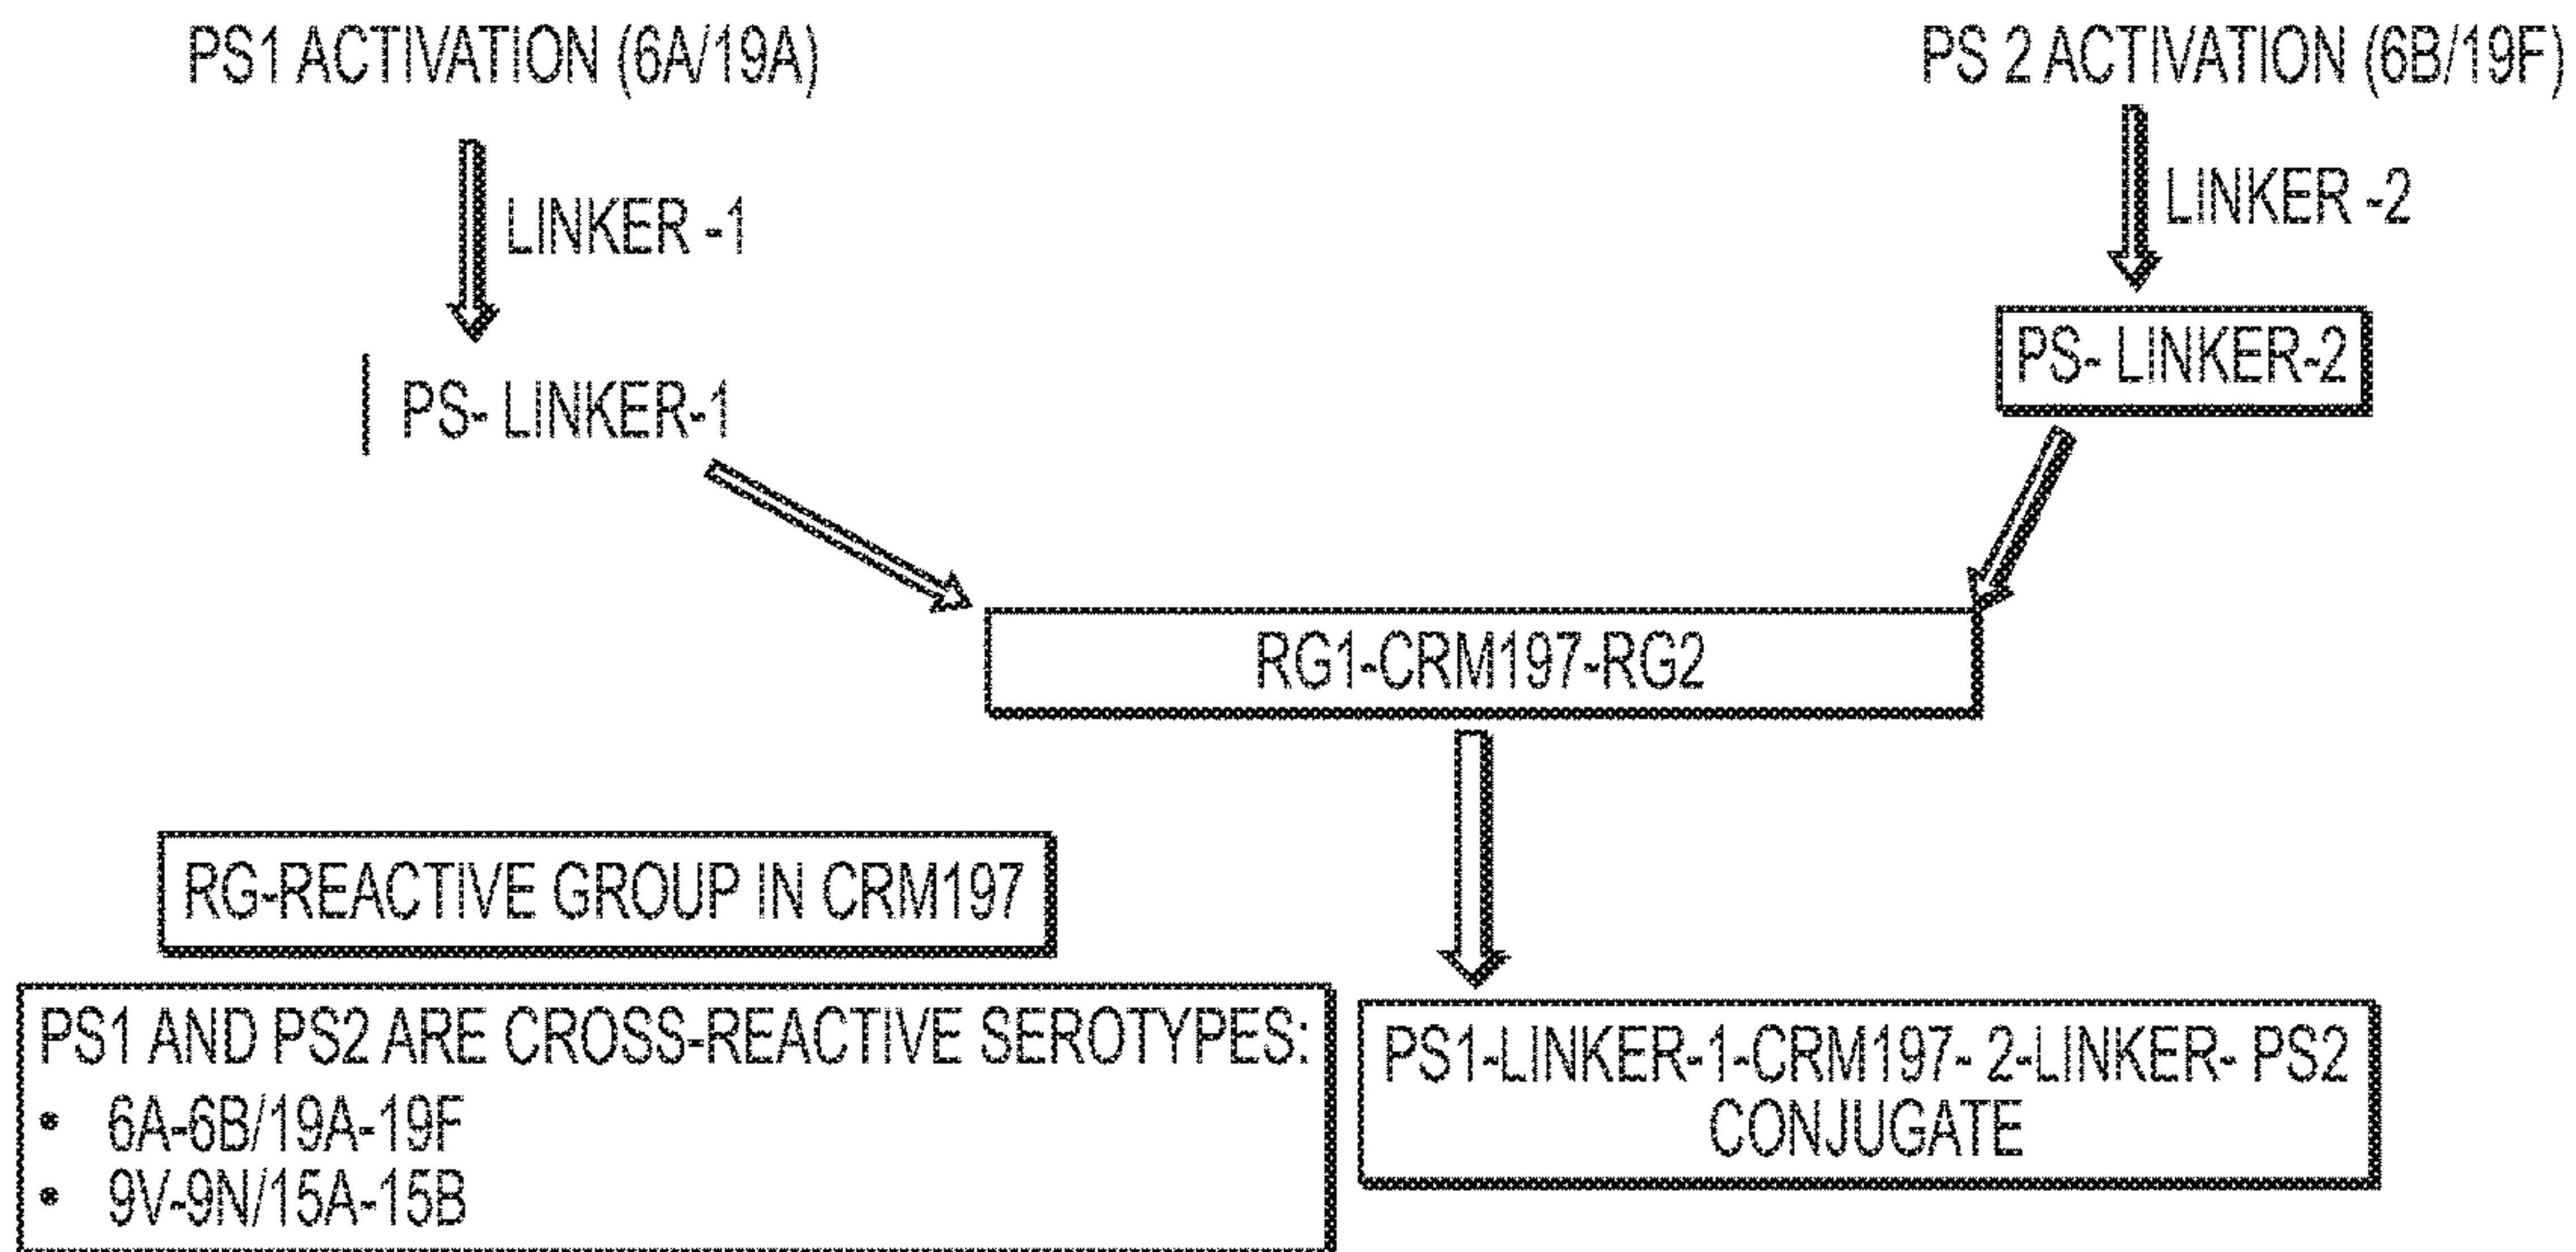 PS1 ACTIVATION (6A/19A)
PS 2 ACTIVATION (6B/19F)
LINKER -1
LINKER -2
PS- LINKER-1
PS- LINKER-2
RG1-CRM197-RG2
RG-REACTIVE GROUP IN CRM197
PS1 AND PS2 ARE CROSS-REACTIVE SEROTYPES:
• 6A-6B/19A-19F
• 9V-9N/15A-15B
PS1-LINKER-1-CRM197- 2-LINKER- PS2
CONJUGATE